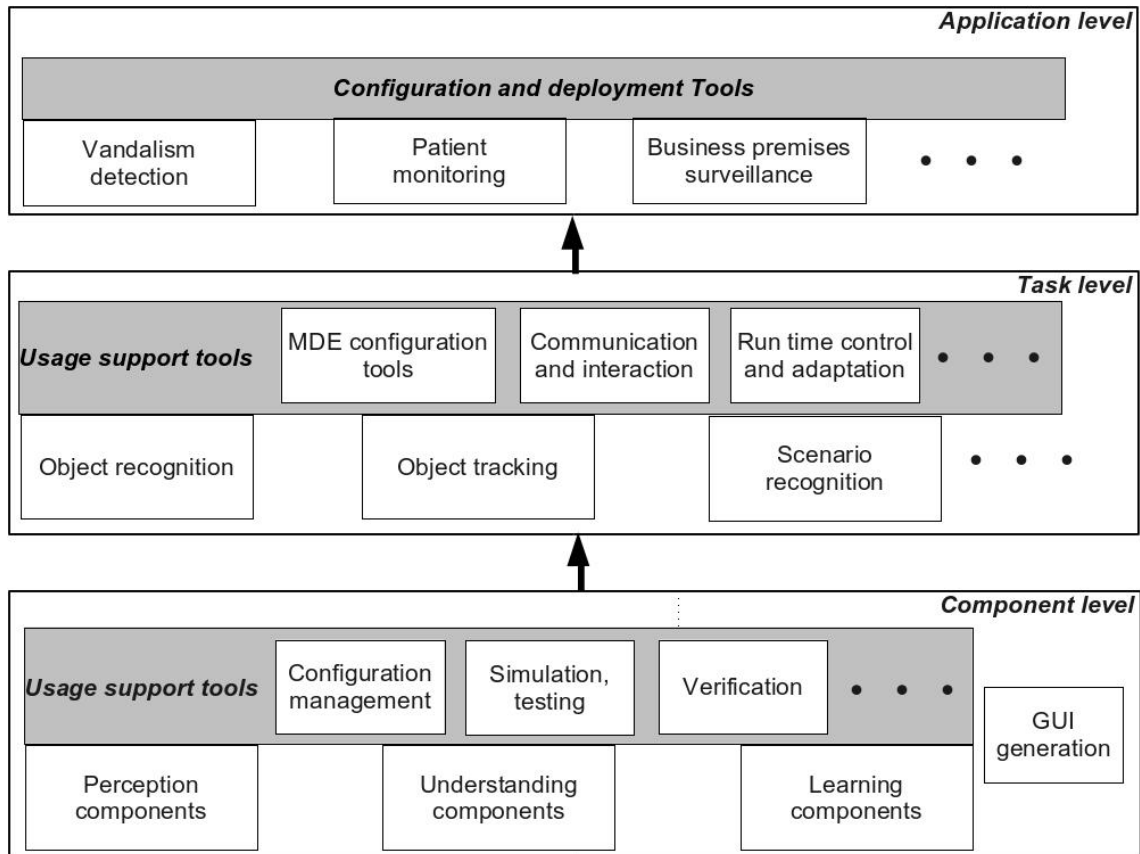 Application level
Configuration and deployment Tools
Vandalism
detection
Patient
monitoring
Business premises
surveillance
• • •
Task level
Usage support tools
MDE configuration
tools
Communication
and interaction
Run time control
and adaptation
• • •
Object recognition
Object tracking
Scenario
recognition
• • •
Component level
Usage support tools
Configuration
management
Simulation,
testing
Verification
• • •
GUI
generation
Perception
components
Understanding
components
Learning
components